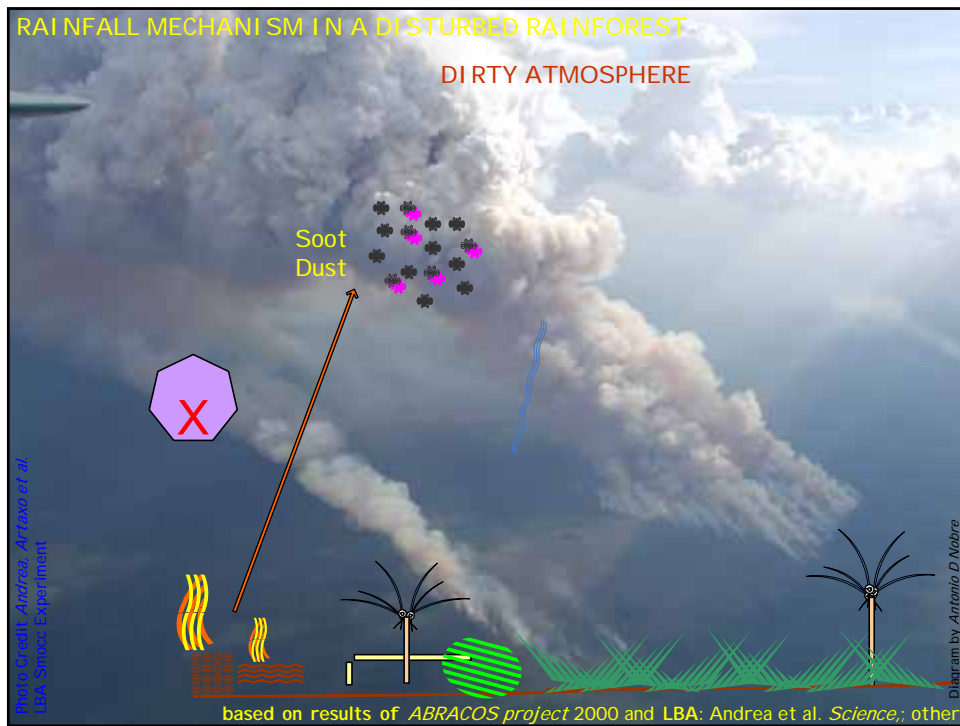 RAINFALL MECHANISM IN A DISTURBED RAINFOREST
DIRTY ATMOSPHERE
Soot
Dust
X
Photo Credit Andrea, Artaxo et al.
LBA Smocc Experiment
Diagram by Antonio D Nobre
based on results of ABRACOS project 2000 and LBA: Andrea et al. Science,; other